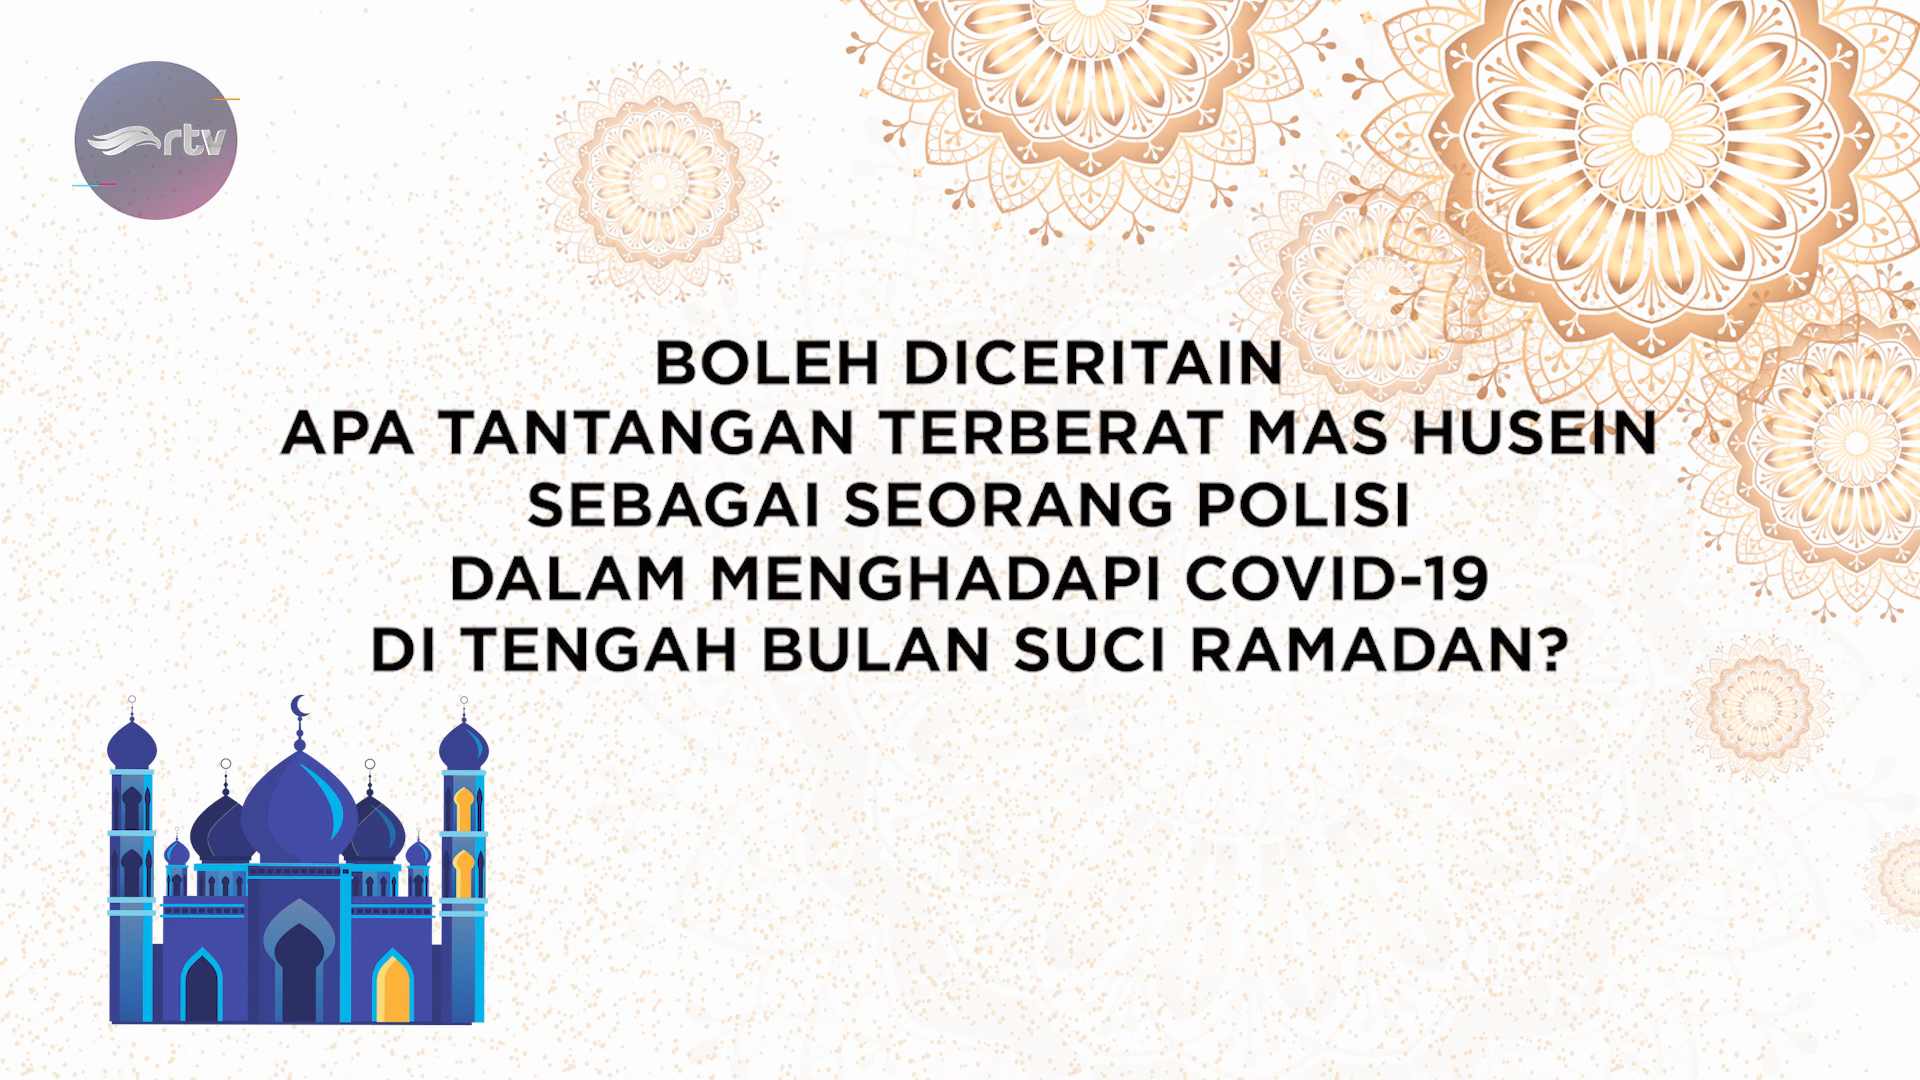 rtv
BOLEH DICERITAIN
APA TANTANGAN TERBERAT MAS HUSEIN
SEBAGAI SEORANG POLISI
DALAM MENGHADAPI COVID-19
DI TENGAH BULAN SUCI RAMADAN?